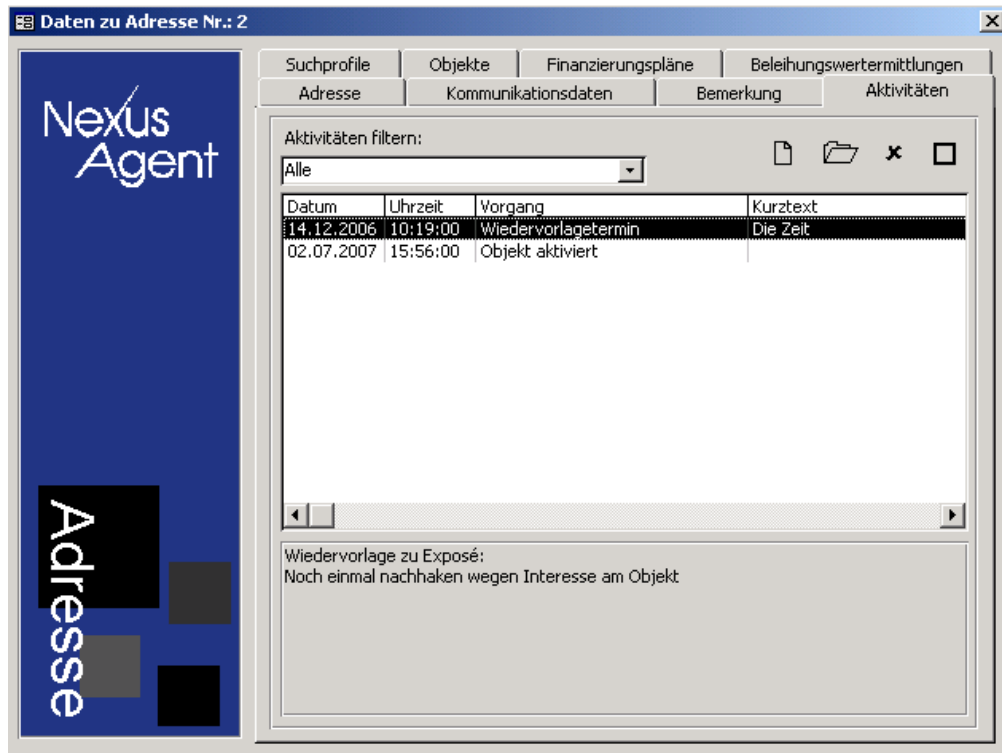 Daten zu Adresse Nr.: 2
Nexus
Agent
Adresse
Suchprofile Objekte Finanzierungspläne Beleihungswertermittlungen
Adresse Kommunikationsdaten Bemerkung Aktivitäten
Aktivitäten filtern:
Alle
Datum Uhrzeit Vorgang Kurztext
14.12.2006 10:19:00 Wiedervorlagetermin Die Zeit
02.07.2007 15:56:00 Objekt aktiviert
Wiedervorlage zu Exposé:
Noch einmal nachhaken wegen Interesse am Objekt